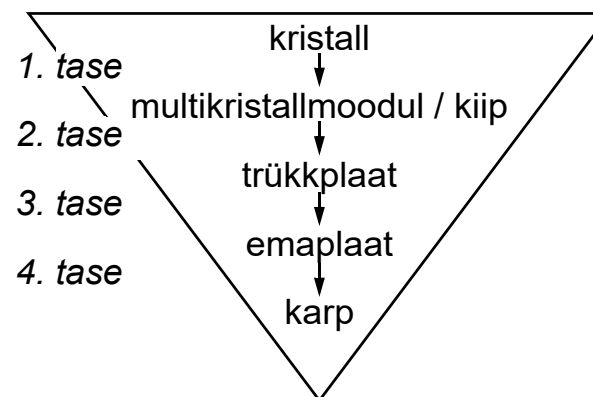 kristall
1. tase
multikristallmoodul / kiip
2. tase
trükkplaat
3. tase
emaplaat
4. tase
karp